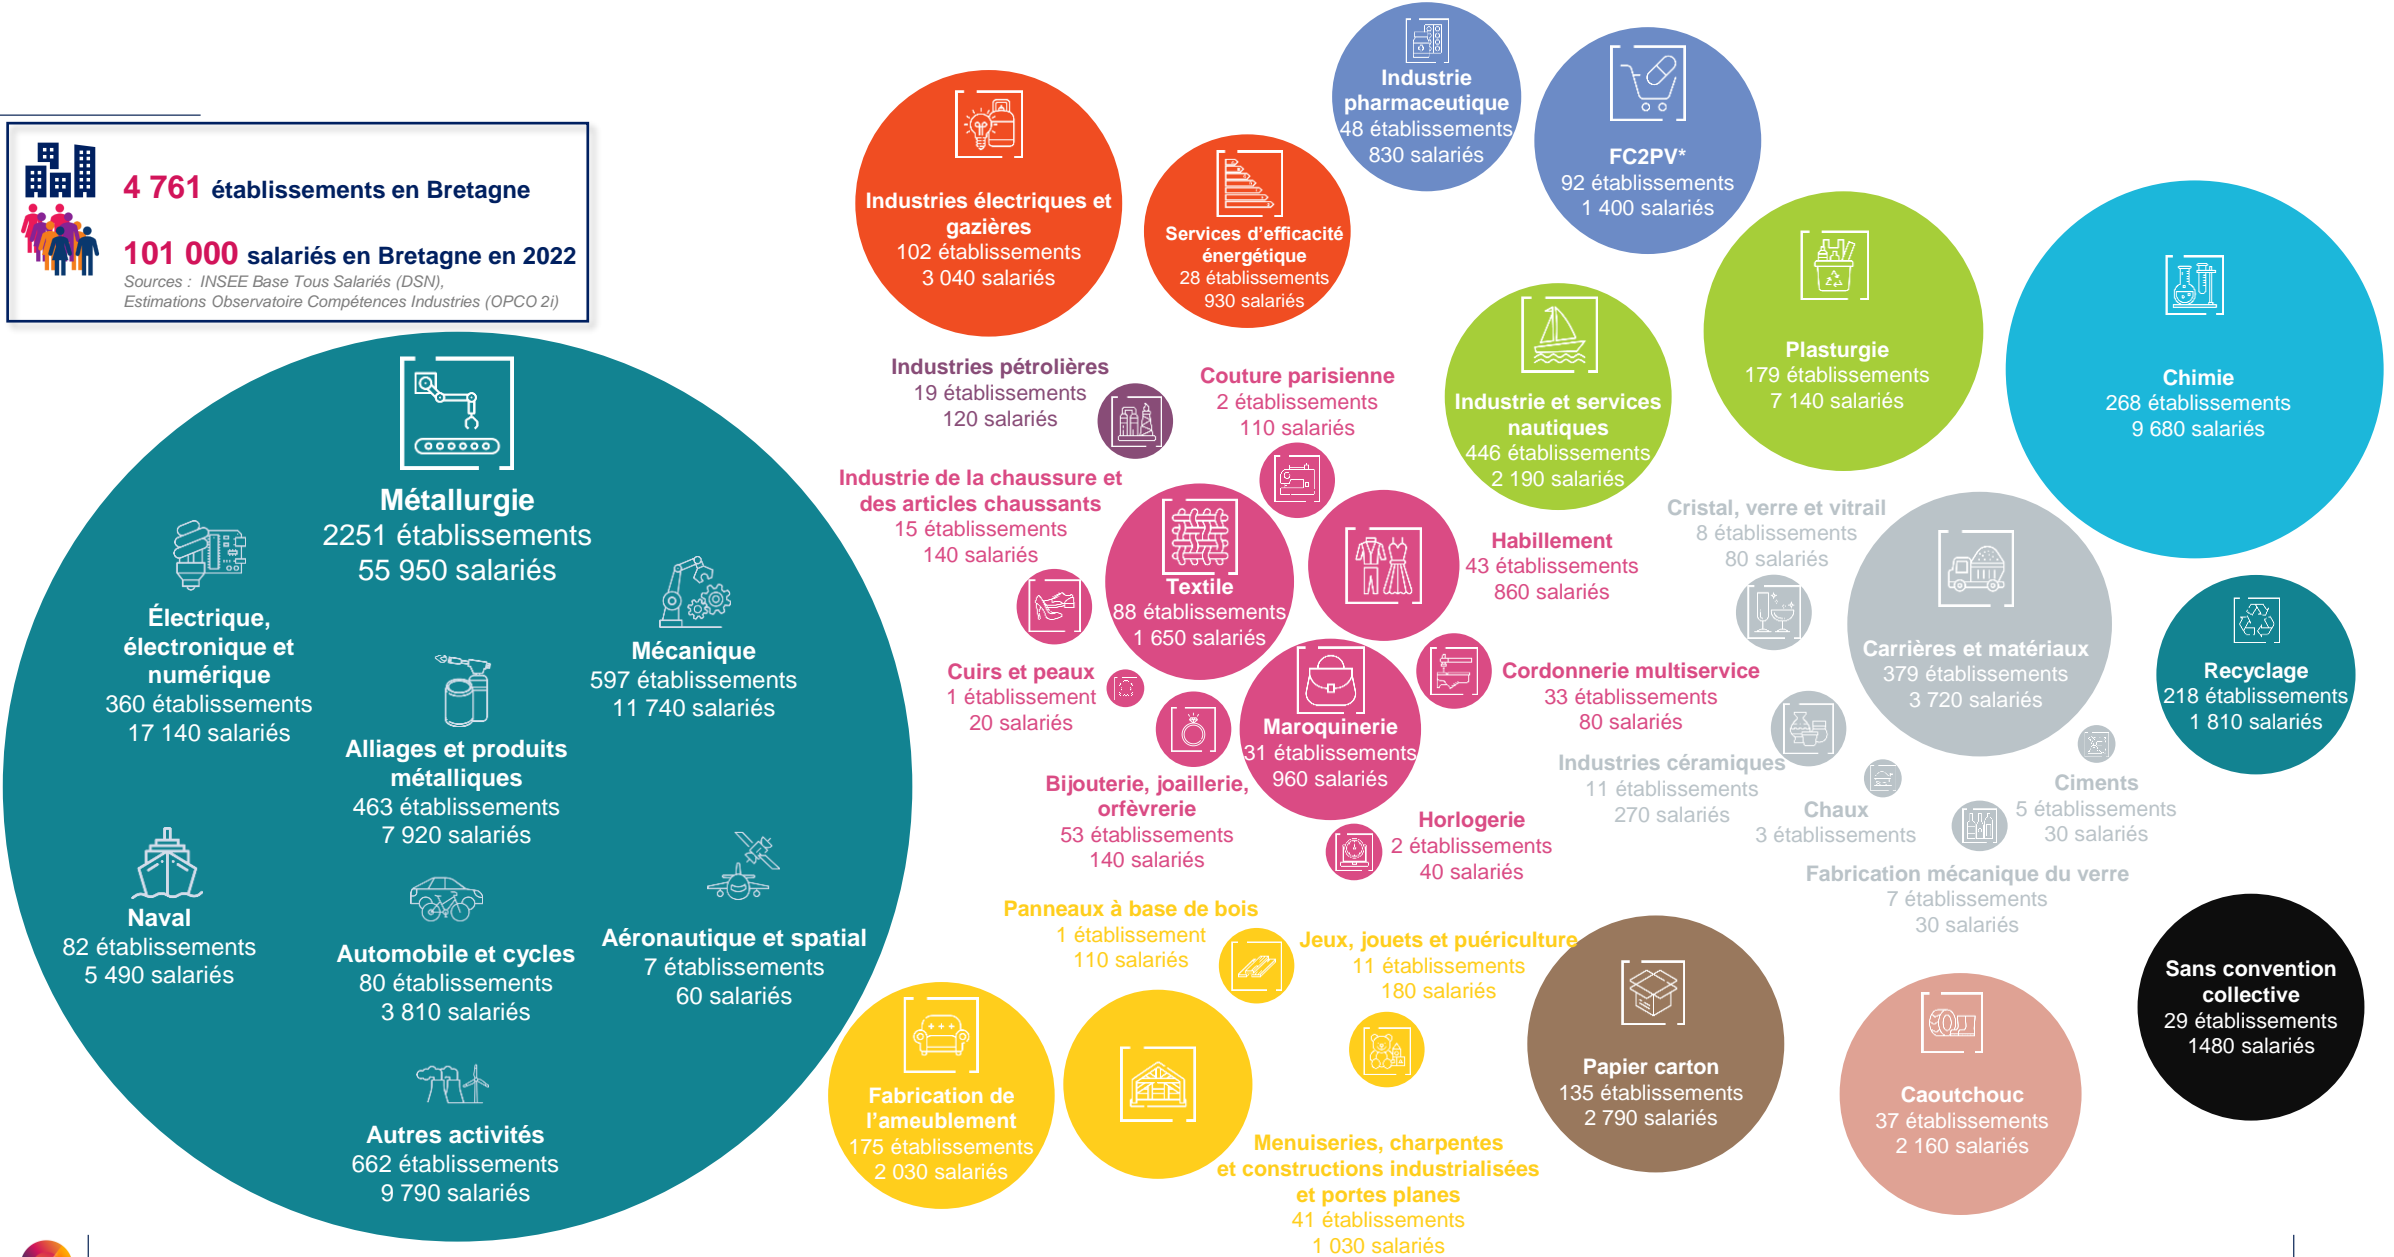 4 761 établissements en Bretagne
101 000 salariés en Bretagne en 2022
Sources : INSEE Base Tous Salariés (DSN),
Estimations Observatoire Compétences Industries (OPCO 2i)
Métallurgie
2251 établissements
55 950 salariés
Électrique,
électronique et
numérique
360 établissements
17 140 salariés
Mécanique
597 établissements
11 740 salariés
Alliages et produits
métalliques
463 établissements
7 920 salariés
Naval
82 établissements
5 490 salariés
Automobile et cycles
80 établissements
3 810 salariés
Aéronautique et spatial
7 établissements
60 salariés
Autres activités
662 établissements
9 790 salariés
Industries électriques et
gazières
102 établissements
3 040 salariés
Services d'efficacité
énergétique
28 établissements
930 salariés
Industrie
pharmaceutique
48 établissements
830 salariés
FC2PV*
92 établissements
1 400 salariés
Plasturgie
179 établissements
7 140 salariés
Chimie
268 établissements
9 680 salariés
Industrie et services
nautiques
446 établissements
2 190 salariés
Industries pétrolières
19 établissements
120 salariés
Couture parisienne
2 établissements
110 salariés
Industrie de la chaussure et
des articles chaussants
15 établissements
140 salariés
Textile
88 établissements
1 650 salariés
Habillement
43 établissements
860 salariés
Cuirs et peaux
1 établissement
20 salariés
Maroquinerie
31 établissements
960 salariés
Cordonnerie multiservice
33 établissements
80 salariés
Bijouterie, joaillerie,
orfèvrerie
53 établissements
140 salariés
Horlogerie
2 établissements
40 salariés
Cristal, verre et vitrail
8 établissements
80 salariés
Carrières et matériaux
379 établissements
3 720 salariés
Recyclage
218 établissements
1 810 salariés
Industries céramiques
11 établissements
270 salariés
Chaux
3 établissements
Ciments
5 établissements
30 salariés
Fabrication mécanique du verre
7 établissements
30 salariés
Panneaux à base de bois
1 établissement
110 salariés
Jeux, jouets et puériculture
11 établissements
180 salariés
Fabrication de
l'ameublement
175 établissements
2 030 salariés
Menuiseries, charpentes
et constructions industrialisées
et portes planes
41 établissements
1 030 salariés
Papier carton
135 établissements
2 790 salariés
Caoutchouc
37 établissements
2 160 salariés
Sans convention
collective
29 établissements
1480 salariés